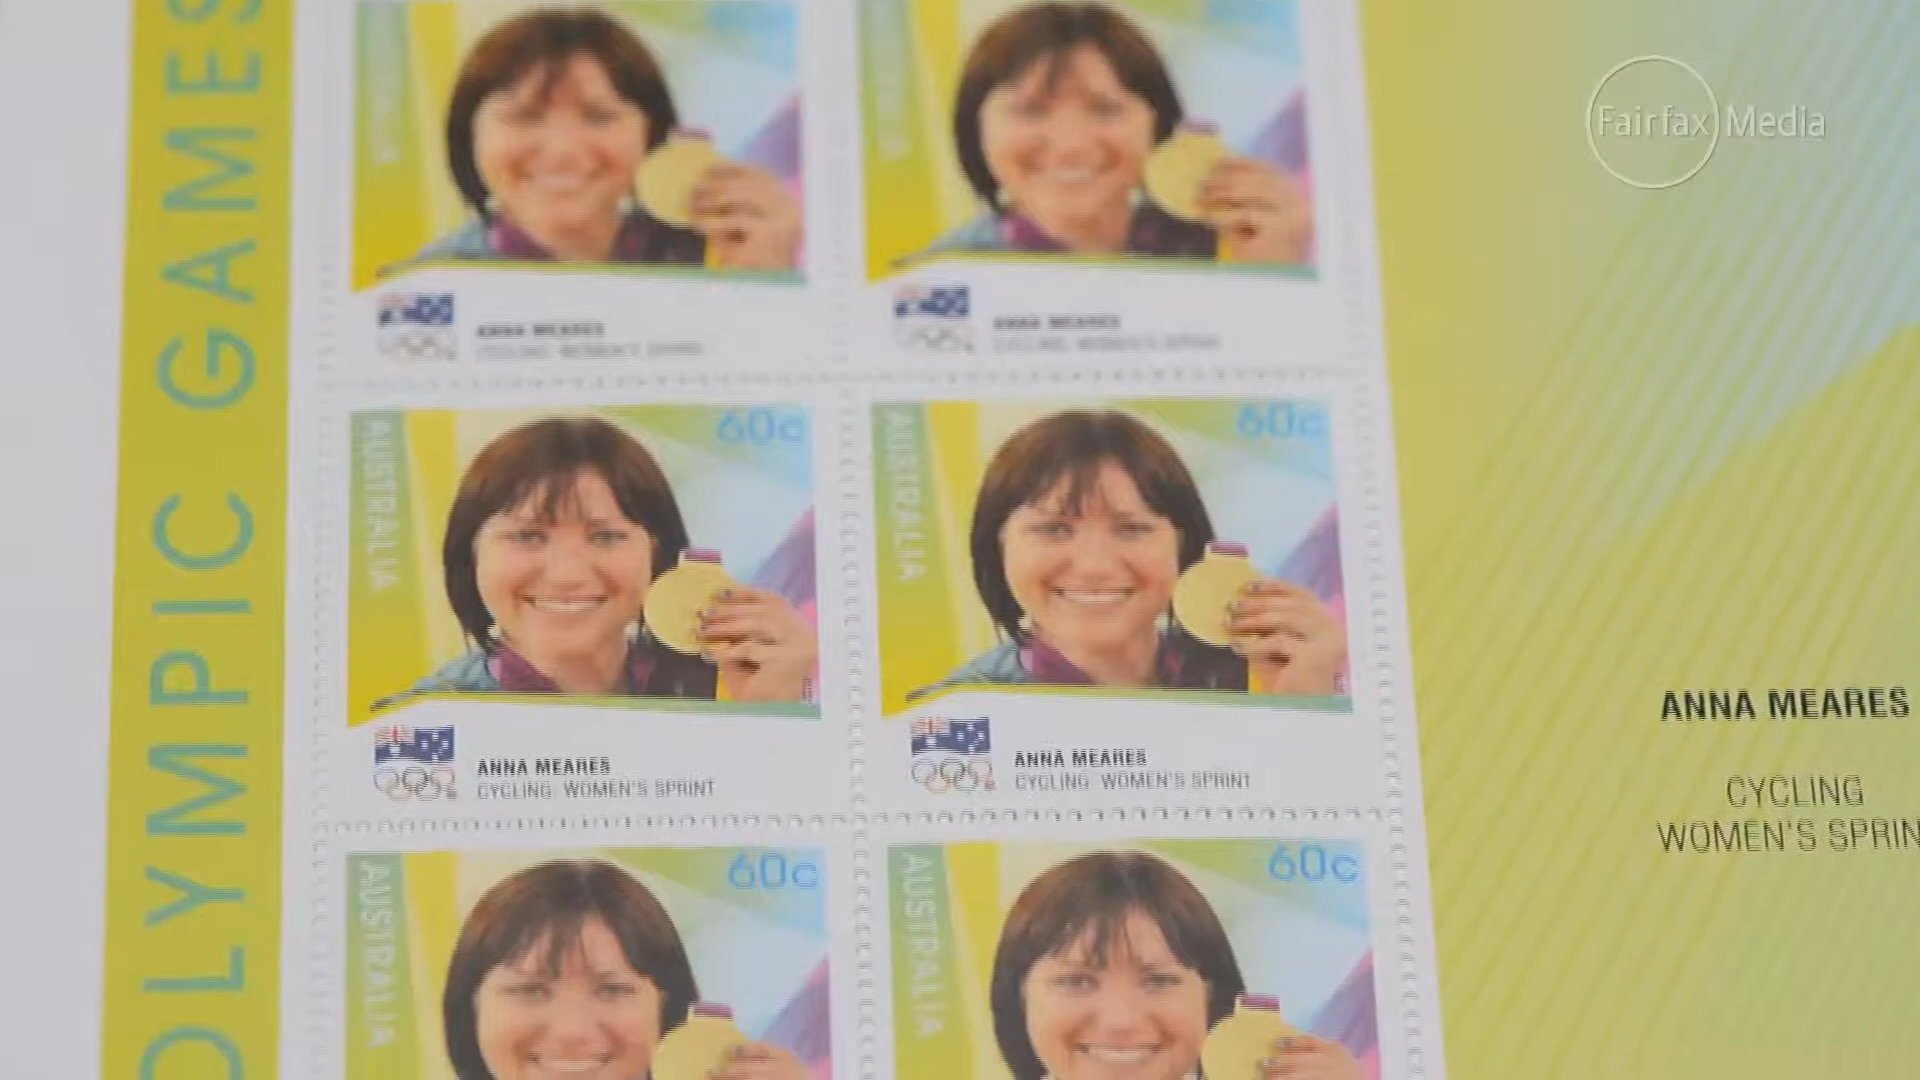 Fairfax Media
OLYMPIC GAMES
ANNA MEARES
CYCLING: WOMEN'S SPRINT
ANNA MEARES
CYCLING: WOMEN'S SPRINT
AUSTRALIA
60c
AUSTRALIA
60c
ANNA MEARES
CYCLING: WOMEN'S SPRINT
ANNA MEARES
CYCLING: WOMEN'S SPRINT
AUSTRALIA
60c
AUSTRALIA
60c
ANNA MEARES
CYCLING
WOMEN'S SPRIN